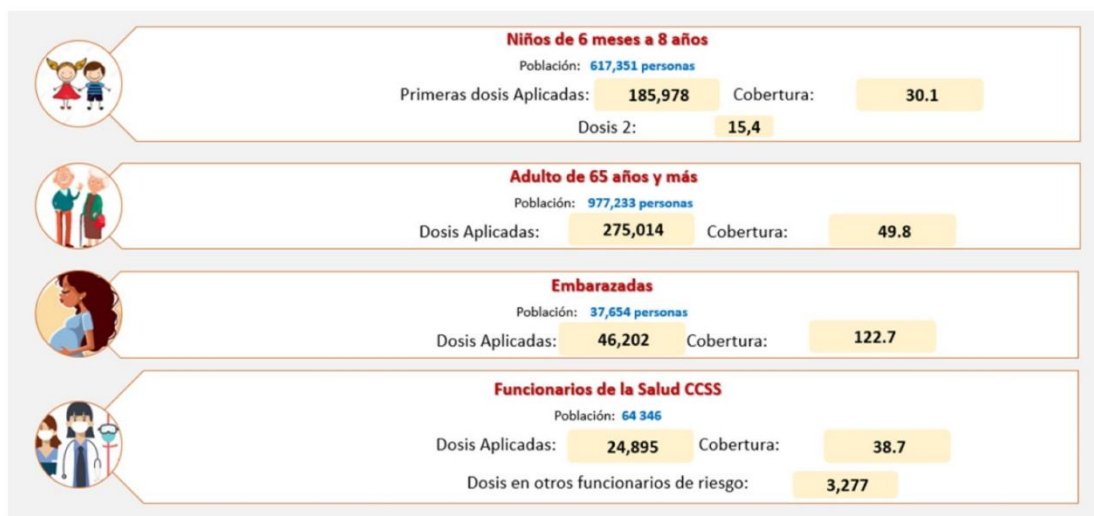 Niños de 6 meses a 8 años
Población: 617,351 personas
Primeras dosis Aplicadas: 185,978 Cobertura: 30.1
Dosis 2: 15,4
Adulto de 65 años y más
Población: 977,233 personas
Dosis Aplicadas: 275,014 Cobertura: 49.8
Embarazadas
Población: 37,654 personas
Dosis Aplicadas: 46,202 Cobertura: 122.7
Funcionarios de la Salud CCSS
Población: 64 346
Dosis Aplicadas: 24,895 Cobertura: 38.7
Dosis en otros funcionarios de riesgo: 3,277